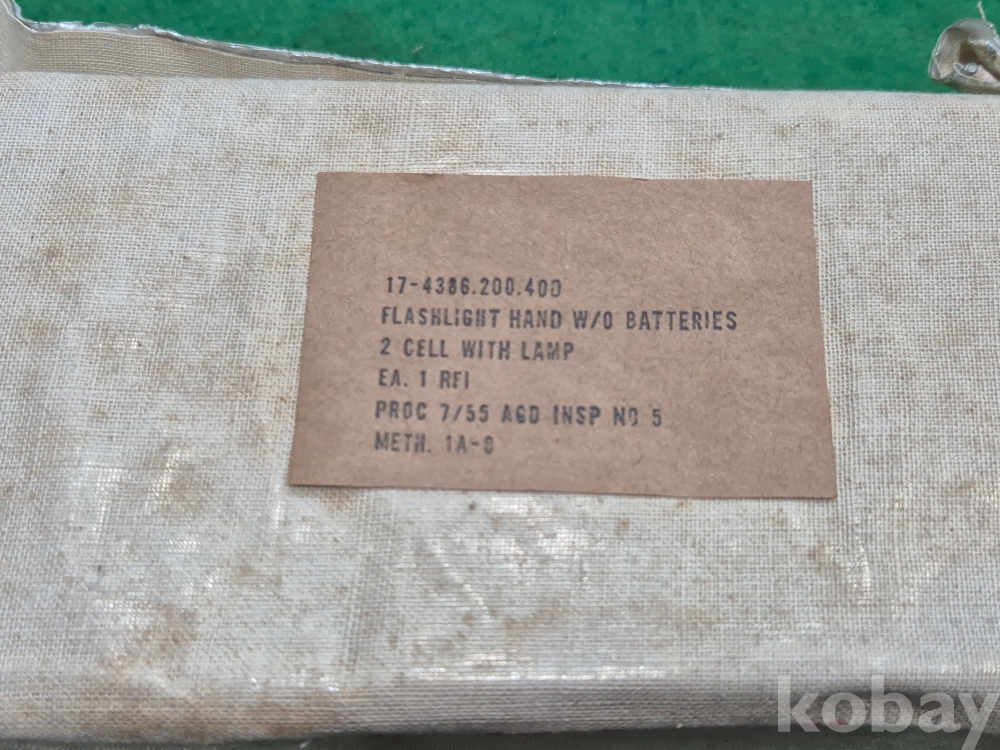 17-4386.200.400
FLASHLIGHT HAND W/O BATTERIES
2 CELL WITH LAMP
EA. 1 RFI
PROC 7/55 AGD INSP NO 5
METH. 1A-8
kobay